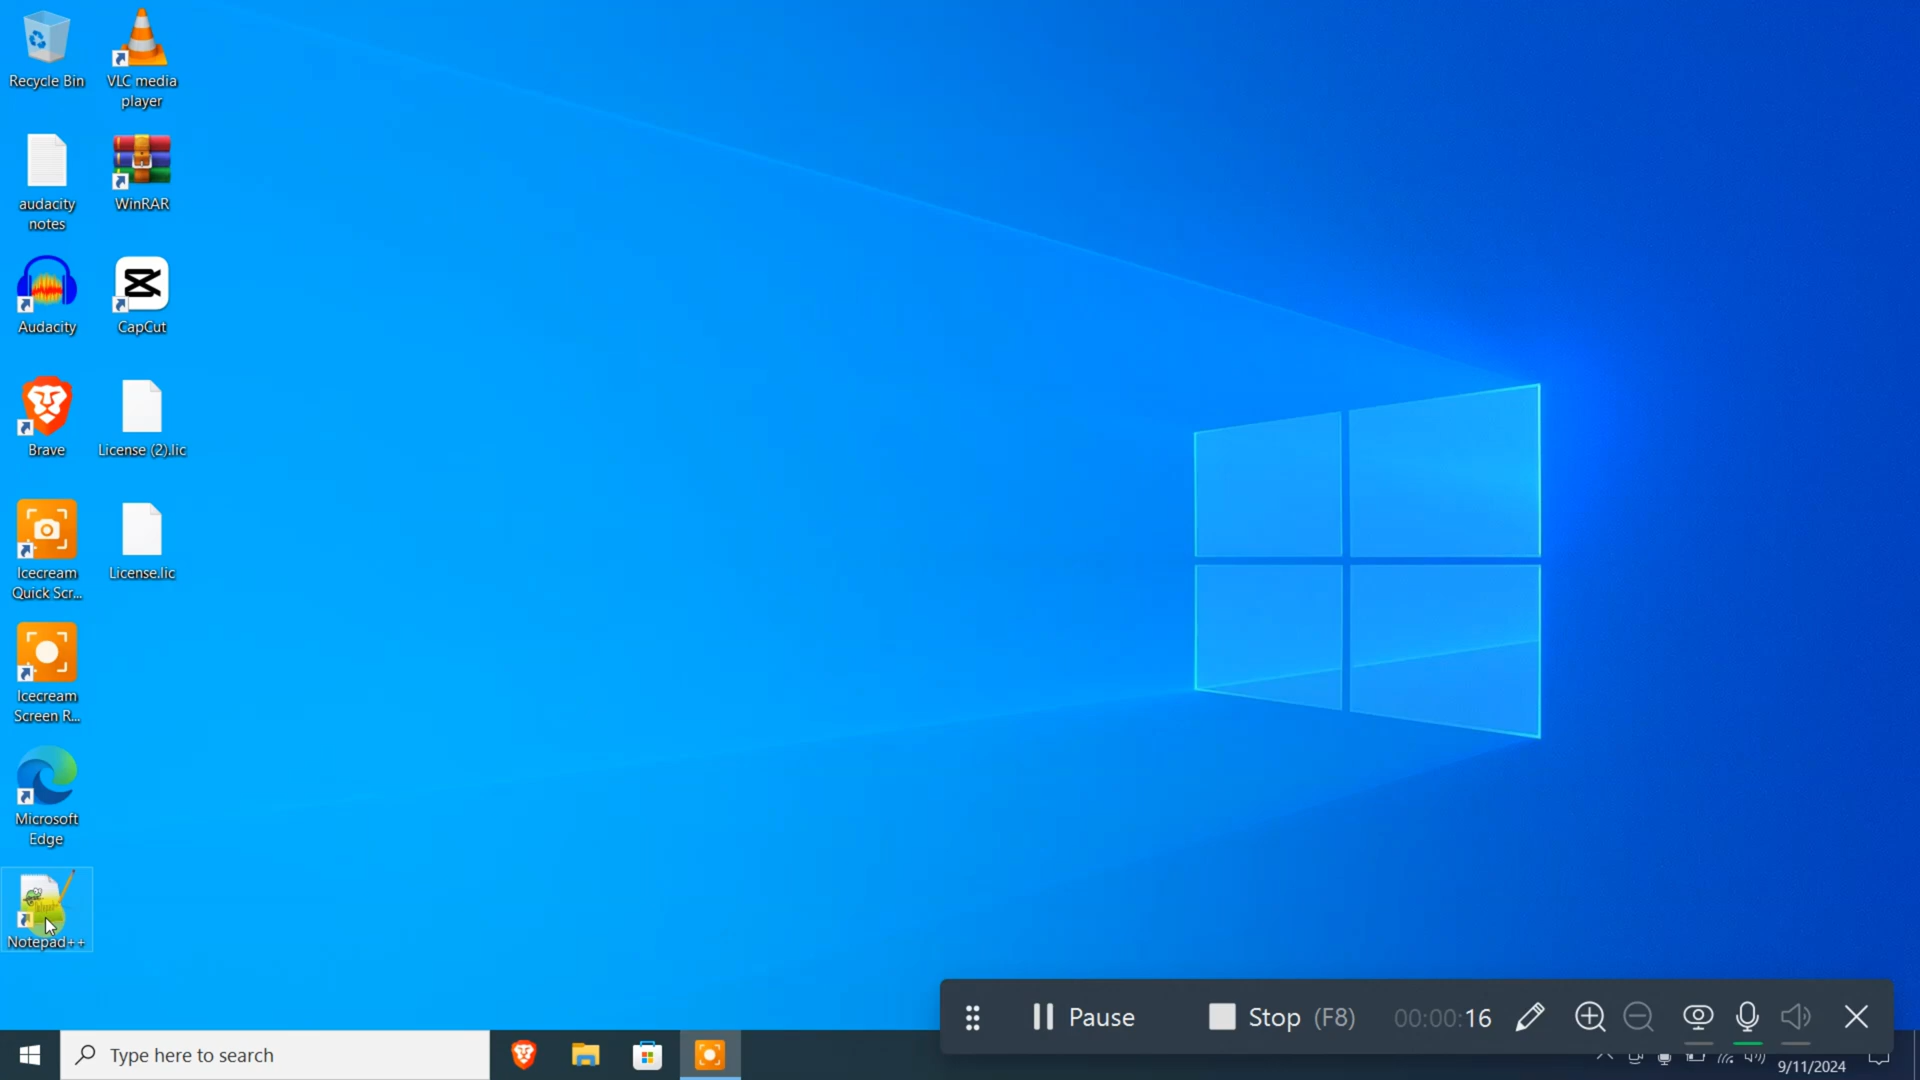 Recycle Bin
VLC media
player
audacity
notes
WinRAR
Audacity
CapCut
Brave
License (2).lic
Icecream
Quick Scr...
License.lic
Icecream
Screen R...
Microsoft
Edge
Notepad++
Pause
Stop (F8)
00:00:16
Type here to search
9/11/2024